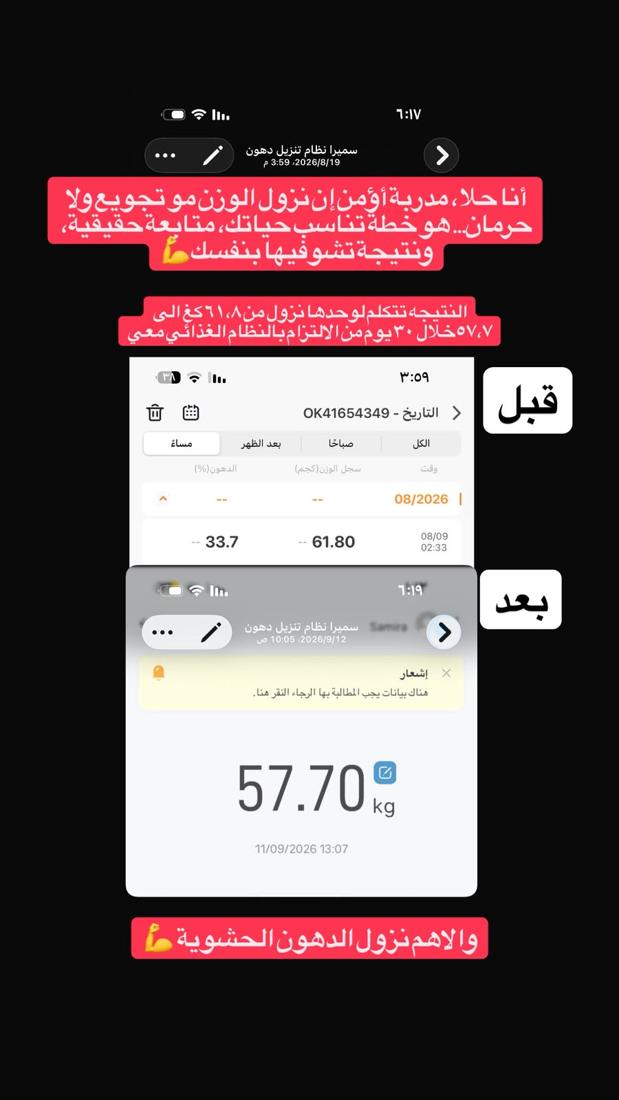 ٦:١٧
سميرا نظام تنزيل دهون
2026/8/19، 3:59 م
أنا حلا، مدربة أؤمن إن نزول الوزن مو تجويع ولا
حرمان… هو خطة تناسب حياتك، متابعة حقيقية،
ونتيجة تشوفيها بنفسك💪
النتيجه تتكلم لوحدها نزول من ٦١،٨ كغ الى
٥٧،٧ خلال ٣٠ يوم من الالتزام بالنظام الغذائي معي
قبل
٣:٥٩
٣٨
التاريخ - OK41654349
الكل صباحًا بعد الظهر مساءً
وقت سجل الوزن(كجم) الدهون(%)
08/2026 -- --
08/09 61.80 -- 33.7 --
02:33
بعد
٦:١٩
سميرا نظام تنزيل دهون
2026/9/12، 10:05 ص
Samira
إشعار
هناك بيانات يجب المطالبة بها الرجاء النقر هنا.
57.70 kg
11/09/2026 13:07
والاهم نزول الدهون الحشوية 💪